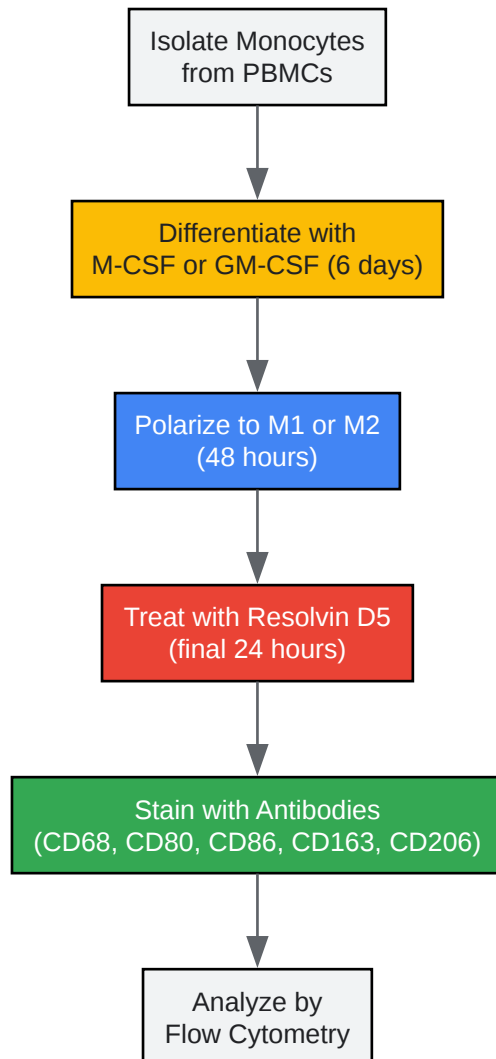 Isolate Monocytes
from PBMCs
Differentiate with
M-CSF or GM-CSF (6 days)
Polarize to M1 or M2
(48 hours)
Treat with Resolvin D5
(final 24 hours)
Stain with Antibodies
(CD68, CD80, CD86, CD163, CD206)
Analyze by
Flow Cytometry